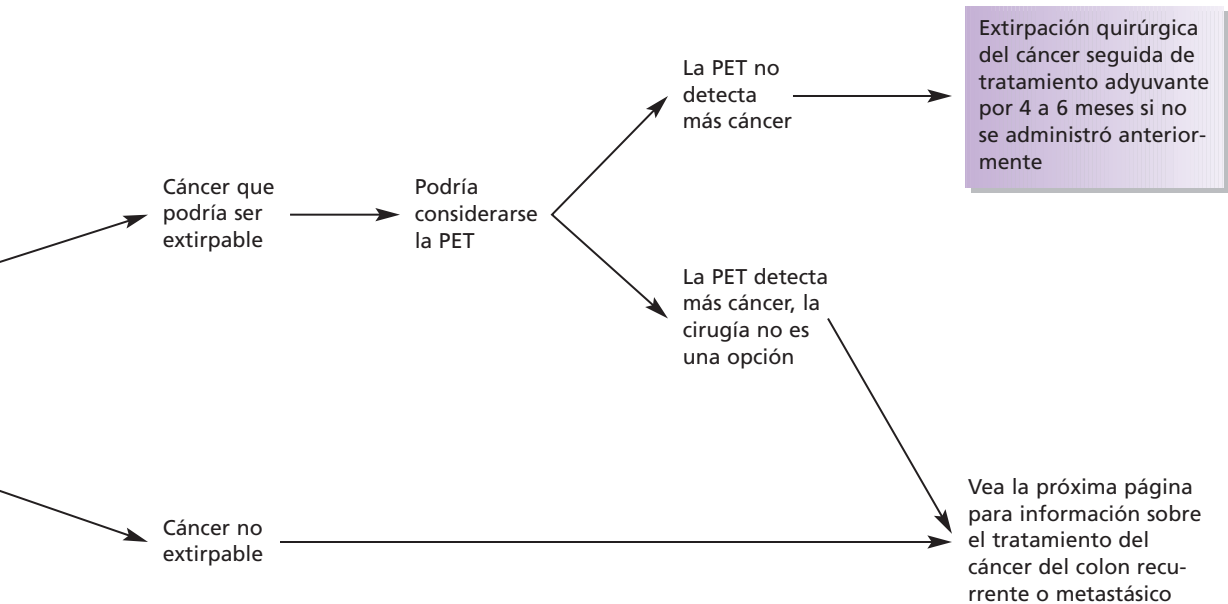 Cáncer que
podría ser
extirpable
Podría
considerarse
la PET
La PET no
detecta
más cáncer
Extirpación quirúrgica
del cáncer seguida de
tratamiento adyuvante
por 4 a 6 meses si no
se administró anterior-
mente
La PET detecta
más cáncer, la
cirugía no es
una opción
Cáncer no
extirpable
Vea la próxima página
para información sobre
el tratamiento del
cáncer del colon recu-
rrente o metastásico